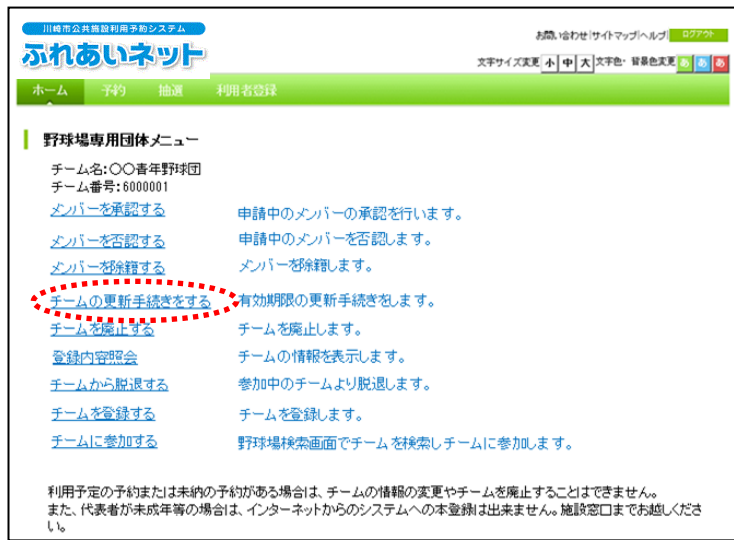 川崎市公共施設利用予約システム
ふれあいネット
お問い合わせ|サイトマップ|ヘルプ| ログアウト
文字サイズ変更 小 中 大 文字色・背景色変更 あ あ あ
ホーム 予約 抽選 利用者登録
野球場専用団体メニュー
チーム名:〇〇青年野球団
チーム番号:6000001
メンバーを承認する 申請中のメンバーの承認を行います。
メンバーを否認する 申請中のメンバーを否認します。
メンバーを除籍する メンバーを除籍します。
チームの更新手続きをする 有効期限の更新手続きをします。
チームを廃止する チームを廃止します。
登録内容照会 チームの情報を表示します。
チームから脱退する 参加中のチームより脱退します。
チームを登録する チームを登録します。
チームに参加する 野球場検索画面でチームを検索しチームに参加します。
利用予定の予約または未納の予約がある場合は、チームの情報の変更やチームを廃止することはできません。
また、代表者が未成年等の場合は、インターネットからのシステムへの本登録は出来ません。施設窓口までお越しくださ
い。